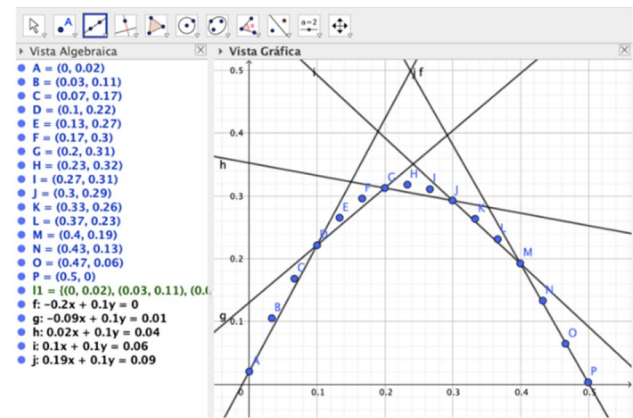 a=2
Vista Algebraica
Vista Gráfica
A = (0, 0.02)
B = (0.03, 0.11)
C = (0.07, 0.17)
D = (0.1, 0.22)
E = (0.13, 0.27)
F = (0.17, 0.3)
G = (0.2, 0.31)
H = (0.23, 0.32)
I = (0.27, 0.31)
J = (0.3, 0.29)
K = (0.33, 0.26)
L = (0.37, 0.23)
M = (0.4, 0.19)
N = (0.43, 0.13)
O = (0.47, 0.06)
P = (0.5, 0)
l1 = {(0, 0.02), (0.03, 0.11), (0.0
f: −0.2x + 0.1y = 0
g: −0.09x + 0.1y = 0.01
h: 0.02x + 0.1y = 0.04
i: 0.1x + 0.1y = 0.06
j: 0.19x + 0.1y = 0.09
0.5
i
j f
0.4
h
0.3
G H I
F J
E K
D L
0.2
M
C
N
g 0.1
B
O
A
P
0 0.1 0.2 0.3 0.4 0.5